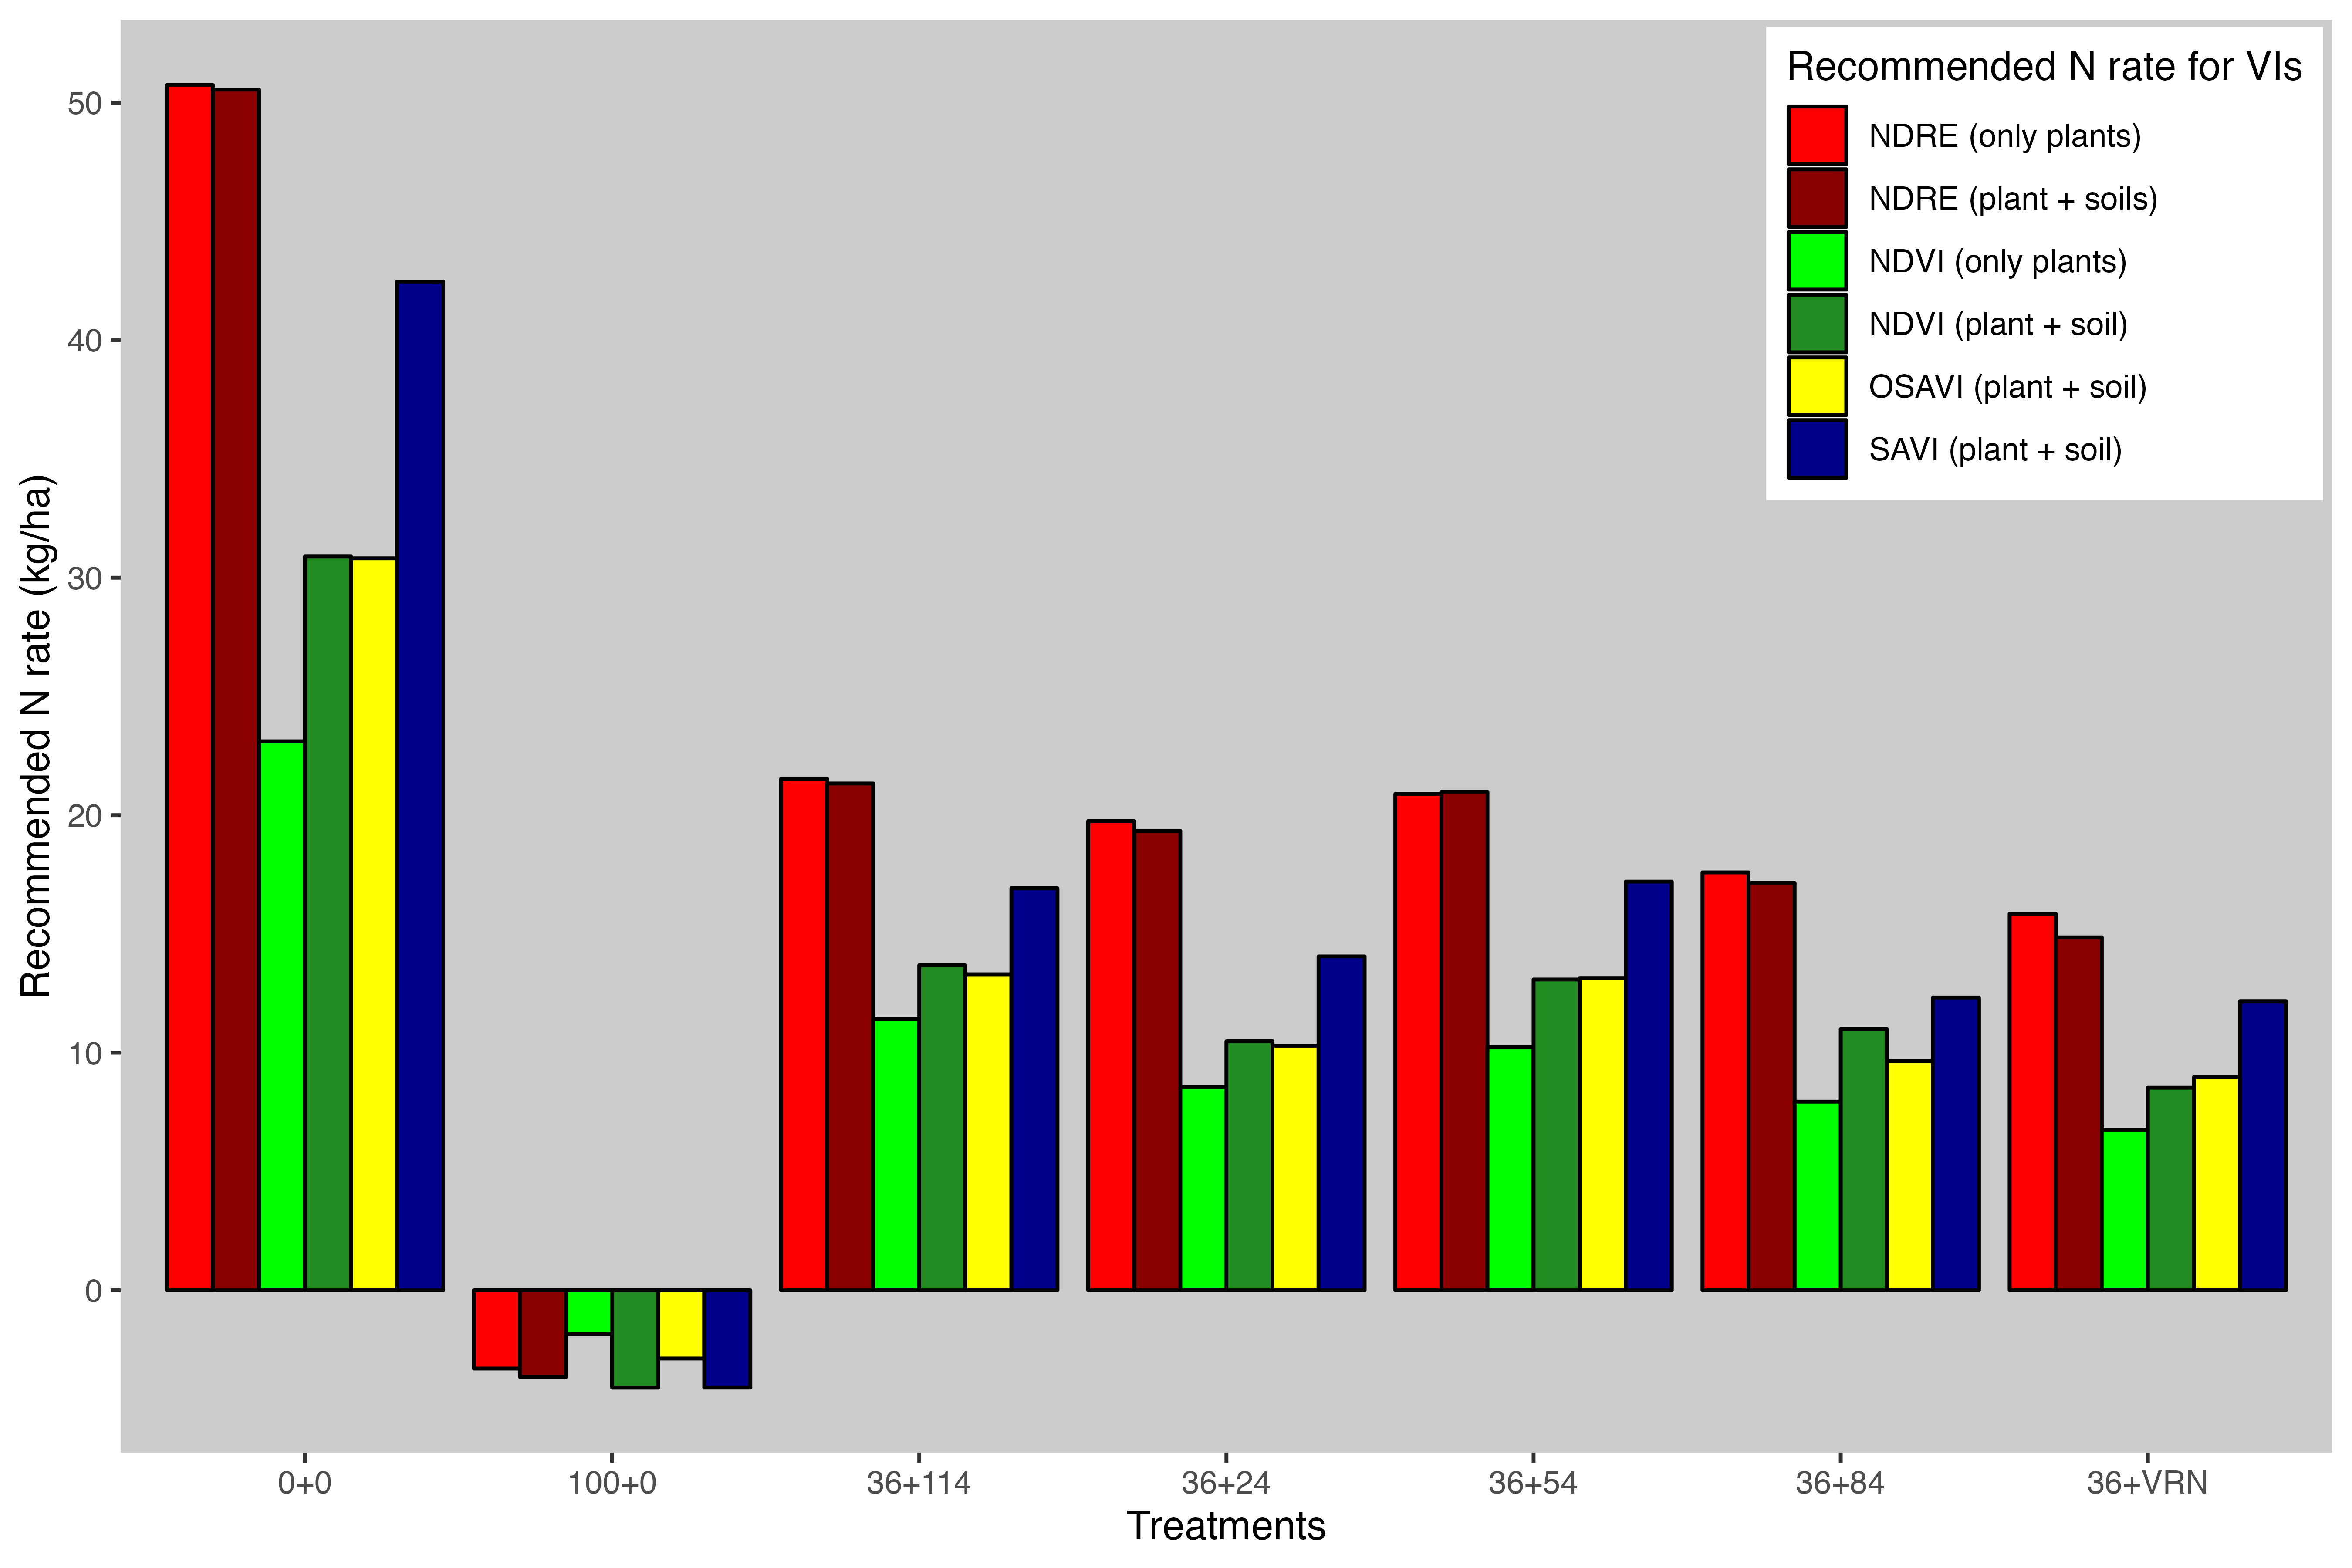 Recommended N rate for VIs
NDRE (only plants)
NDRE (plant + soils)
NDVI (only plants)
NDVI (plant + soil)
OSAVI (plant + soil)
SAVI (plant + soil)
Recommended N rate (kg/ha)
50
40
30
20
10
0
0+0 100+0 36+114 36+24 36+54 36+84 36+VRN
Treatments